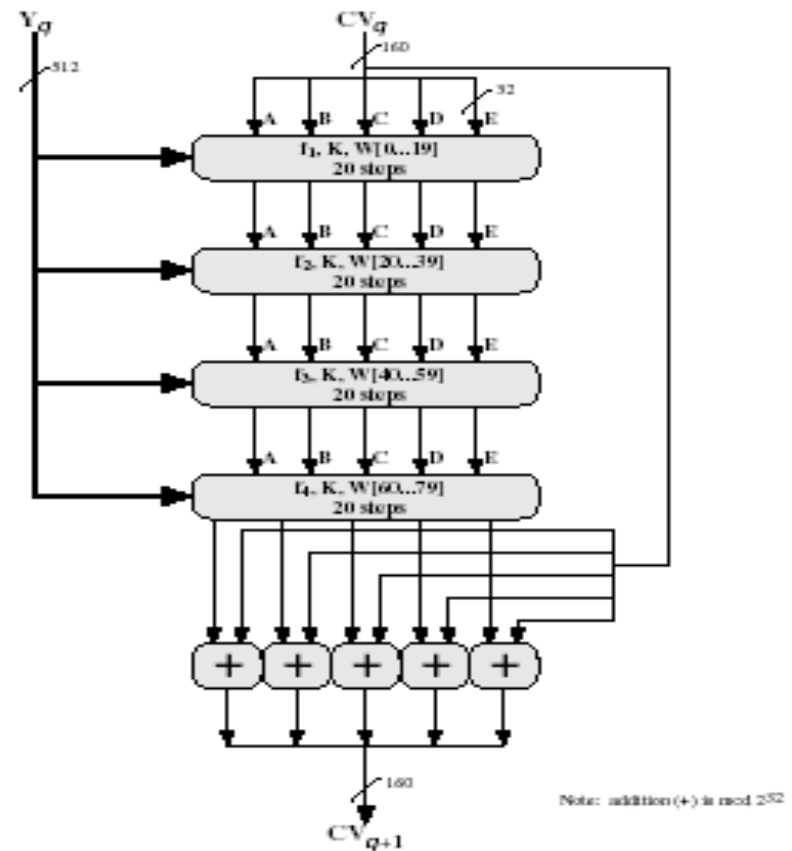 Yq CVq
512
160
32
A B C D E
f1, K, W[0...19]
20 steps
A B C D E
f2, K, W[20...39]
20 steps
A B C D E
f3, K, W[40...59]
20 steps
A B C D E
f4, K, W[60...79]
20 steps
+ + + + +
160
Note: addition (+) is mod 2^32
CVq+1